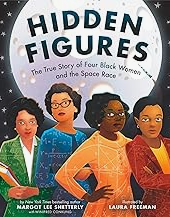 HIDDEN
FIGURES
The True Story of Four Black Women
and the Space Race
by New York Times bestselling author
MARGOT LEE SHETTERLY
with WINIFRED CONKLING
illustrated by
LAURA FREEMAN